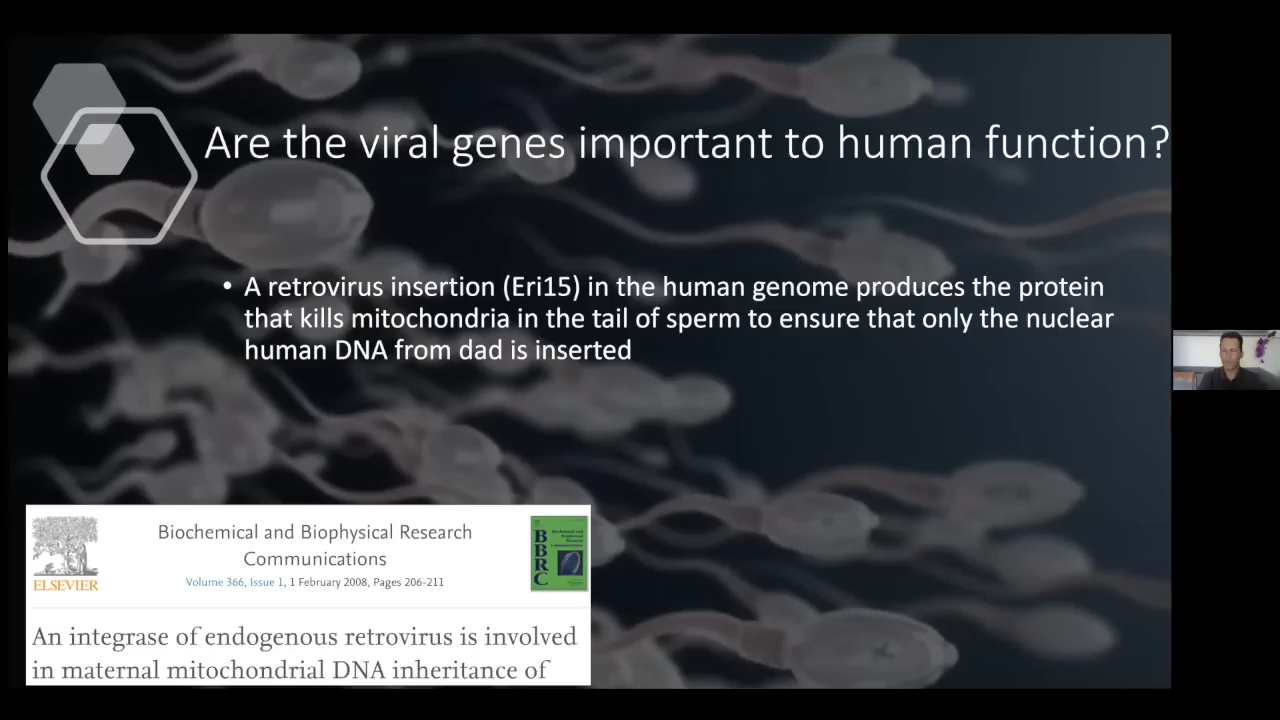 Are the viral genes important to human function?
• A retrovirus insertion (Eri15) in the human genome produces the protein
that kills mitochondria in the tail of sperm to ensure that only the nuclear
human DNA from dad is inserted
Biochemical and Biophysical Research
Communications
Volume 366, Issue 1, 1 February 2008, Pages 206-211
ELSEVIER
BBRC
An integrase of endogenous retrovirus is involved
in maternal mitochondrial DNA inheritance of